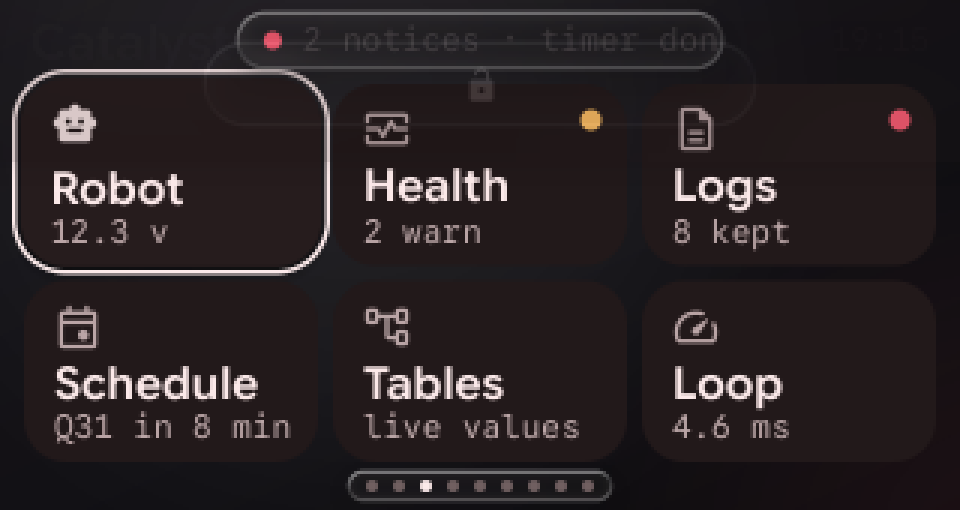 Catalyst
2 notices · timer don
Robot
12.3 v
Health
2 warn
Logs
8 kept
Schedule
Q31 in 8 min
Tables
live values
Loop
4.6 ms